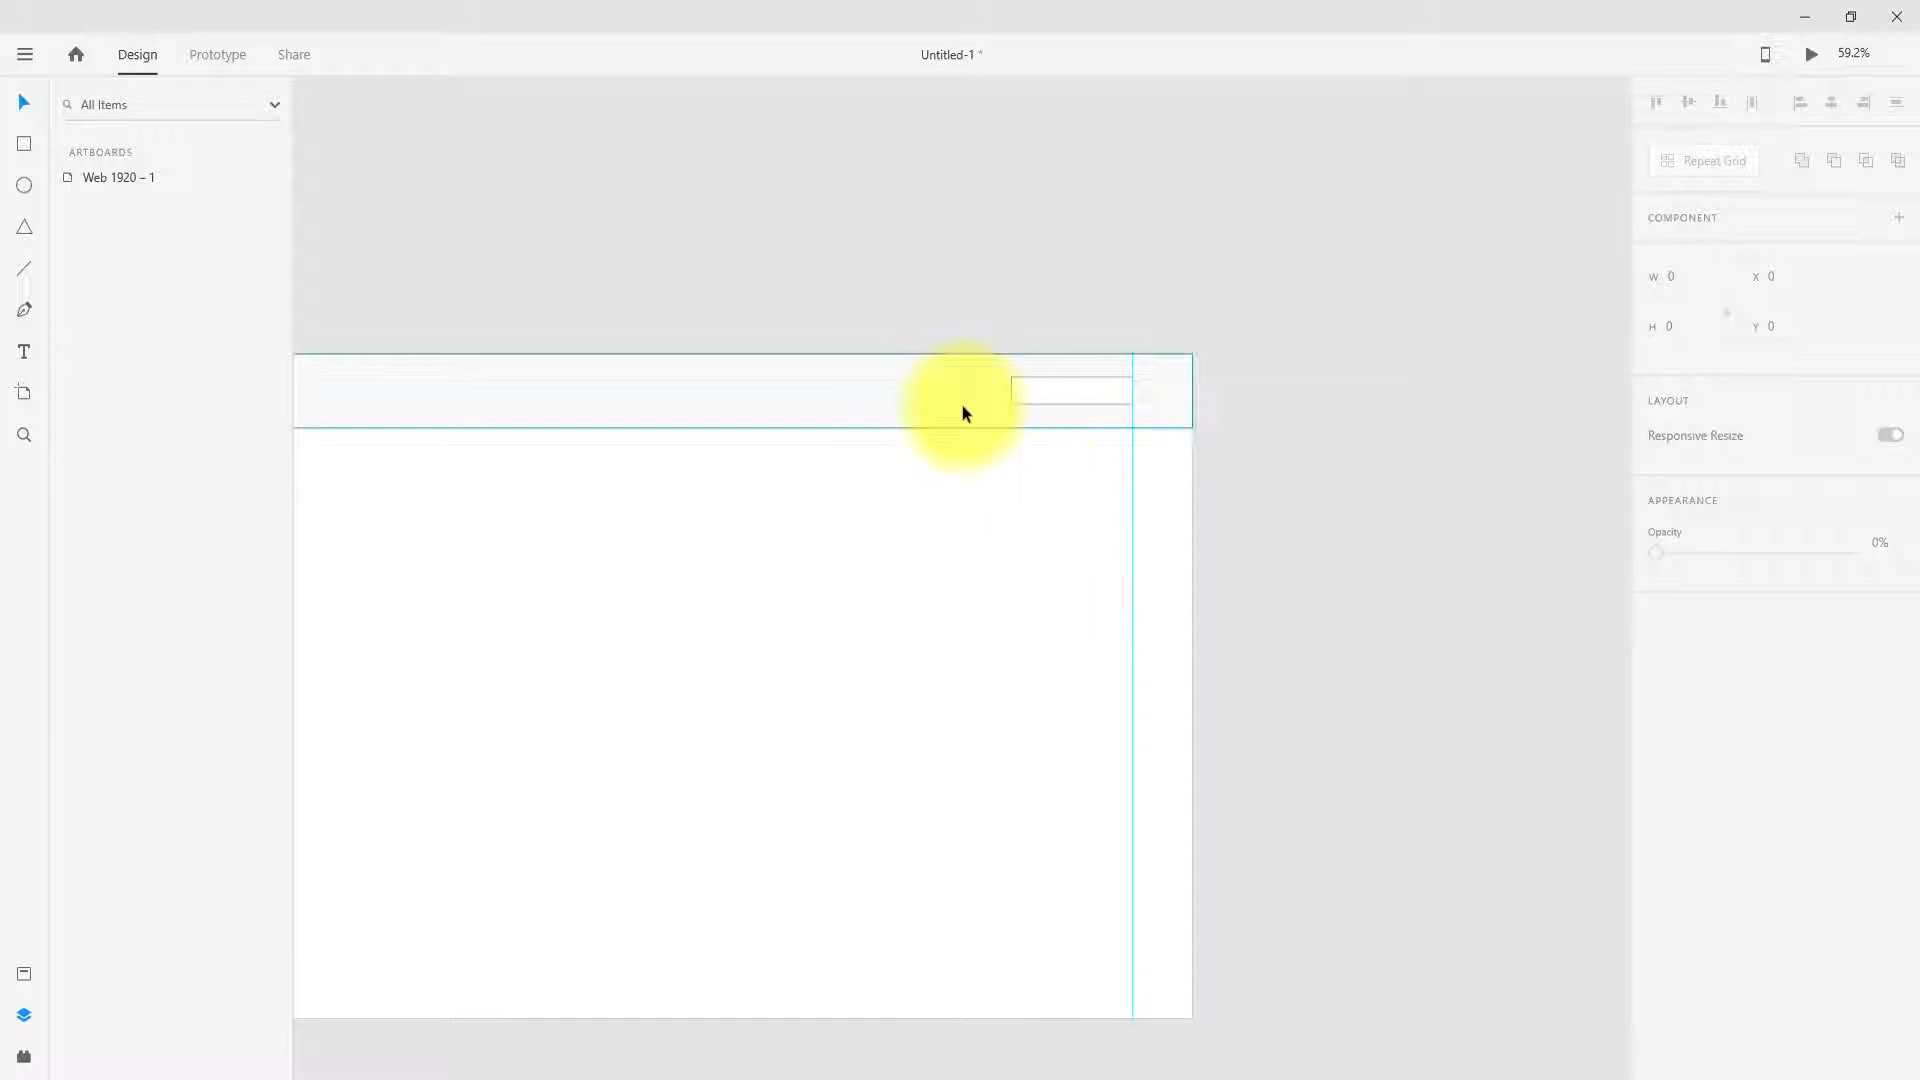 Design Prototype Share Untitled-1 * 59.2%
All Items
ARTBOARDS
Web 1920 – 1
Repeat Grid
COMPONENT
W 0 X 0
H 0 Y 0
LAYOUT
Responsive Resize
APPEARANCE
Opacity
0%